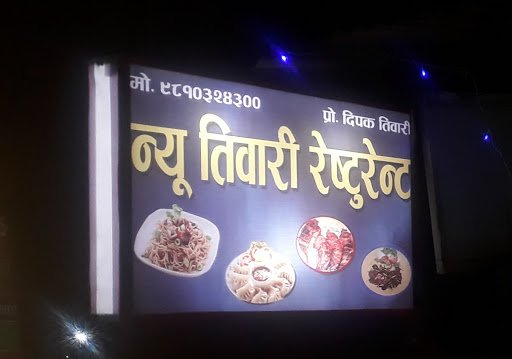 मो. ९८१०३२४३००
प्रो. दिपक तिवारी
न्यू तिवारी रेष्टुरेन्ट